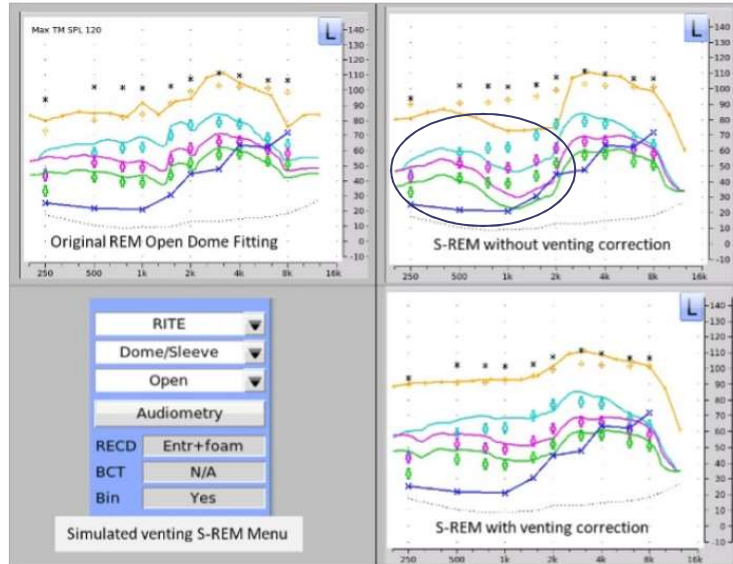 Max TM SPL 120
L
140
130
120
110
100
90
80
70
60
50
40
30
20
10
0
-10
Original REM Open Dome Fitting
250 500 1k 2k 4k 8k 16k
L
140
130
120
110
100
90
80
70
60
50
40
30
20
10
0
-10
S-REM without venting correction
250 500 1k 2k 4k 8k 16k
RITE
Dome/Sleeve
Open
Audiometry
RECD Entr+foam
BCT N/A
Bin Yes
Simulated venting S-REM Menu
L
140
130
120
110
100
90
80
70
60
50
40
30
20
10
0
-10
S-REM with venting correction
250 500 1k 2k 4k 8k 16k